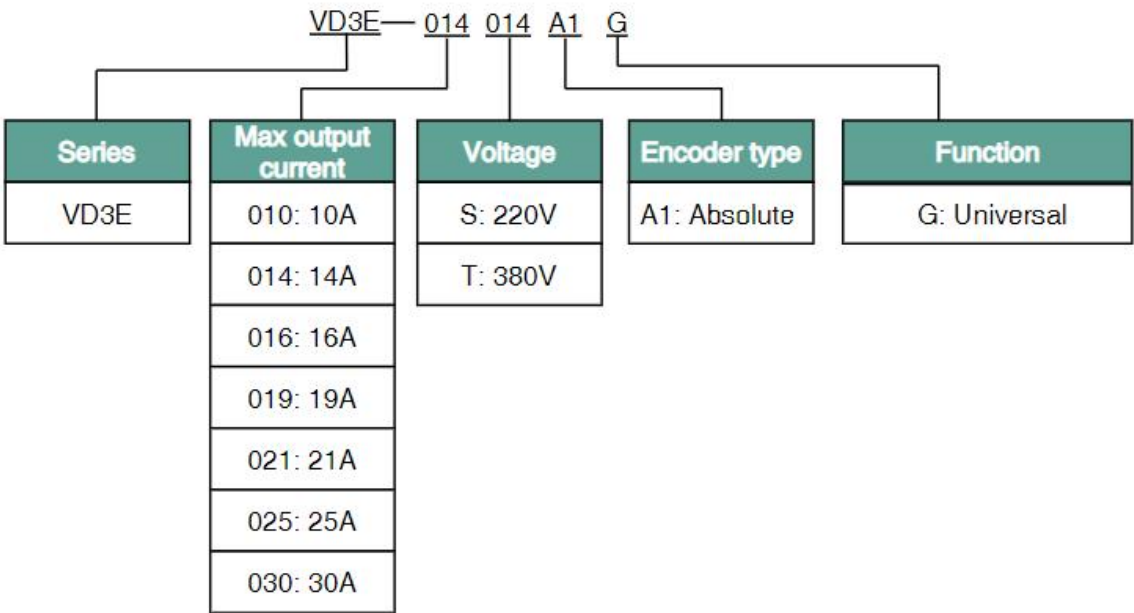 VD3E — 014 014 A1 G
Series
VD3E
Max output
current
010: 10A
014: 14A
016: 16A
019: 19A
021: 21A
025: 25A
030: 30A
Voltage
S: 220V
T: 380V
Encoder type
A1: Absolute
Function
G: Universal